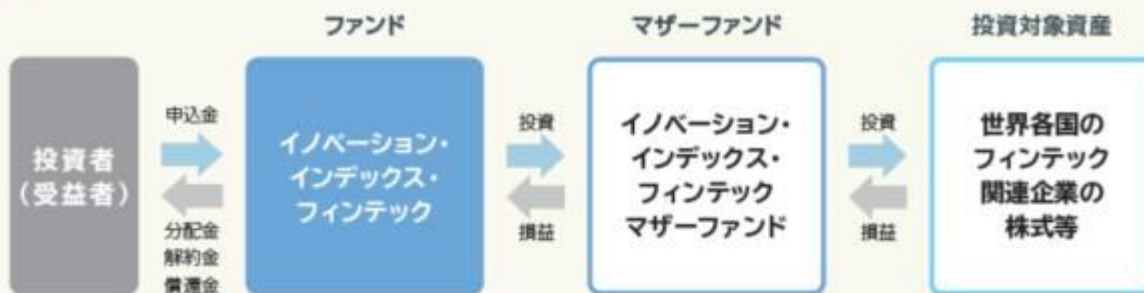 ファンド
マザーファンド
投資対象資産
投資者
(受益者)
申込金
分配金
解約金
償還金
イノベーション・
インデックス・
フィンテック
投資
損益
イノベーション・
インデックス・
フィンテック
マザーファンド
投資
損益
世界各国の
フィンテック
関連企業の
株式等